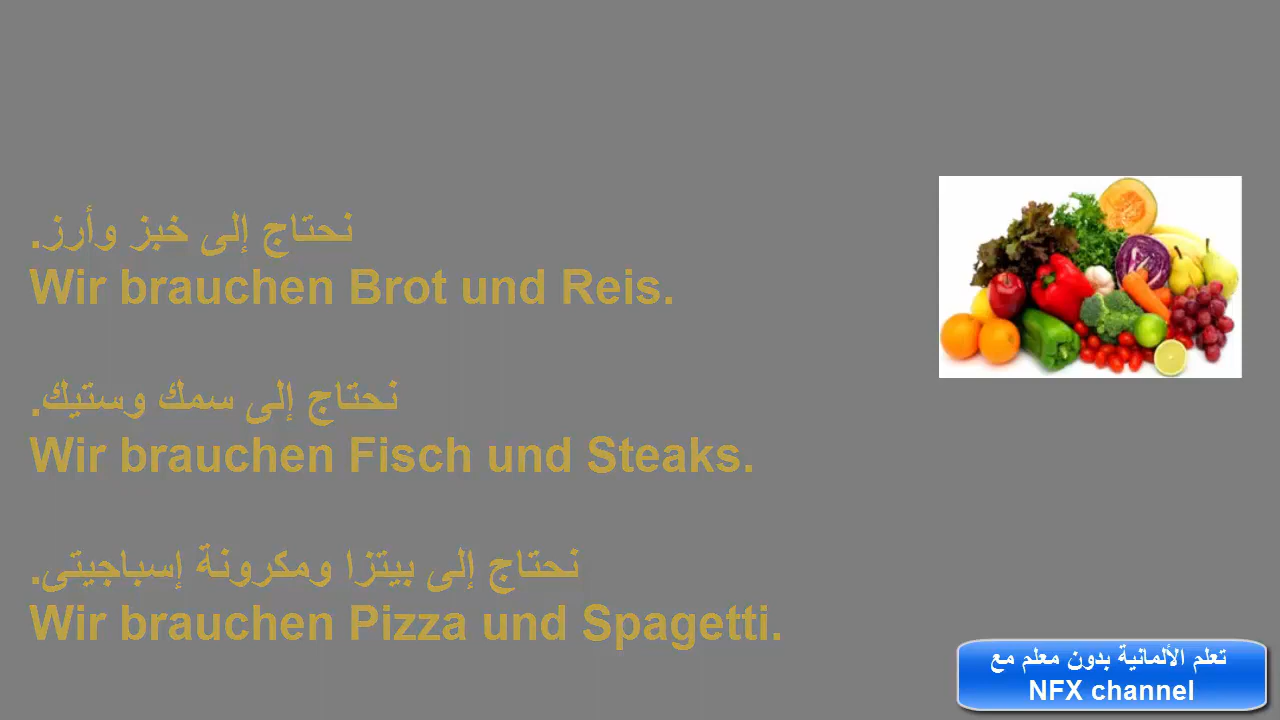 نحتاج إلى خبز وأرز.
Wir brauchen Brot und Reis.
نحتاج إلى سمك وستيك.
Wir brauchen Fisch und Steaks.
نحتاج إلى بيتزا ومكرونة إسباجيتى.
Wir brauchen Pizza und Spagetti.
تعلم الألمانية بدون معلم مع
NFX channel